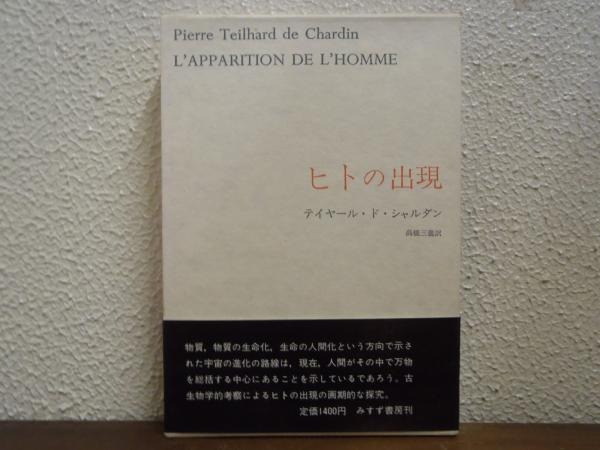 Pierre Teilhard de Chardin
L'APPARITION DE L'HOMME
ヒトの出現
テイヤール・ド・シャルダン
高橋三義訳
物質，物質の生命化，生命の人間化という方向で示さ
れた宇宙の進化の路線は，現在，人間がその中で万物
を総括する中心にあることを示しているであろう。古
生物学的考察によるヒトの出現の画期的な探究。
定価1400円 みすず書房刊